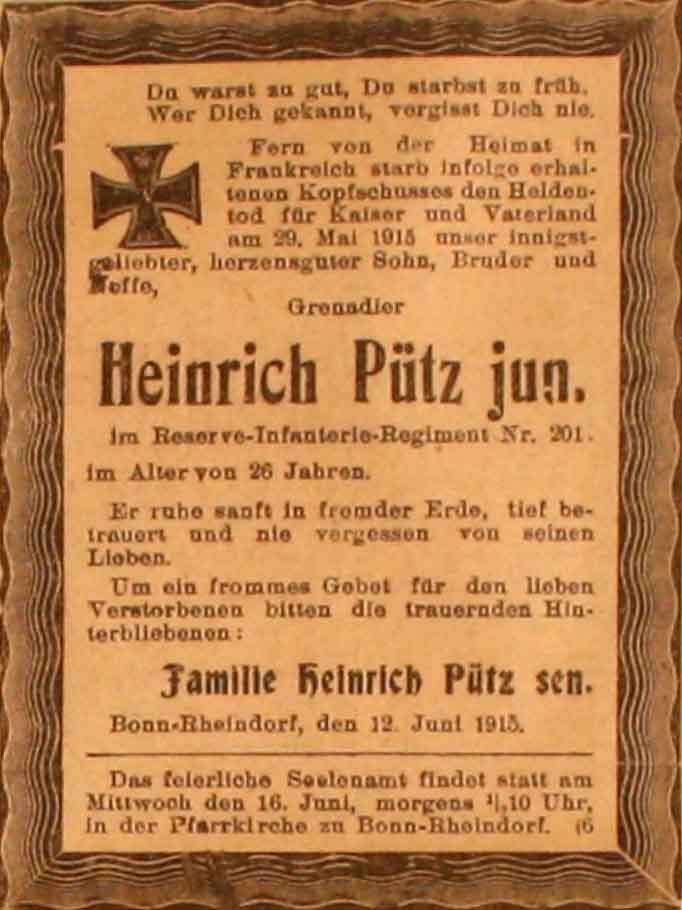 Du warst zu gut, Du starbst zu früh.
Wer Dich gekannt, vergisst Dich nie.
Fern von der Heimat in
Frankreich starb infolge erhal-
tenen Kopfschusses den Helden-
tod für Kaiser und Vaterland
am 29. Mai 1915 unser innigst-
geliebter, herzensguter Sohn, Bruder und
Neffe,
Grenadier
Heinrich Pütz jun.
im Reserve-Infanterie-Regiment Nr. 201.
im Alter von 26 Jahren.
Er ruhe sanft in fremder Erde, tief be-
trauert und nie vergessen von seinen
Lieben.
Um ein frommes Gebet für den lieben
Verstorbenen bitten die trauernden Hin-
terbliebenen:
Familie Heinrich Pütz sen.
Bonn-Rheindorf, den 12. Juni 1915.
Das feierliche Seelenamt findet statt am
Mittwoch den 16. Juni, morgens 1/210 Uhr,
in der Pfarrkirche zu Bonn-Rheindorf. (6